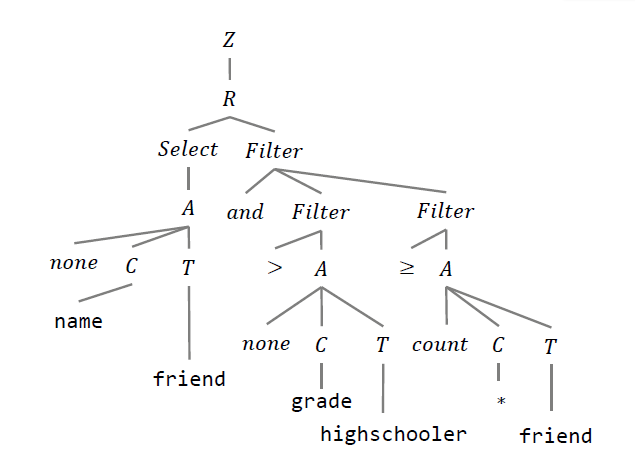 Z
R
Select Filter
A and Filter Filter
none C T > A ≥ A
name none C T count C T
friend grade *
highschooler friend